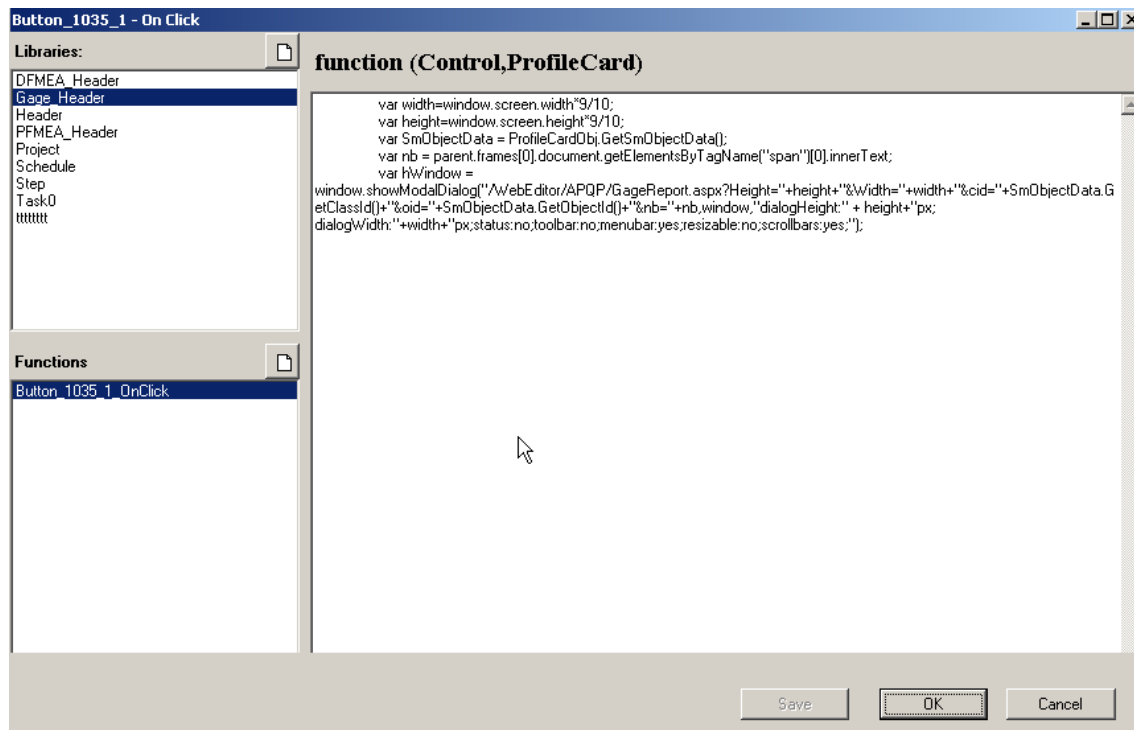 Button_1035_1 - On Click
Libraries:
DFMEA_Header
Gage_Header
Header
PFMEA_Header
Project
Schedule
Step
Task0
tttttttt
Functions
Button_1035_1_OnClick
function (Control,ProfileCard)
var width=window.screen.width*9/10;
var height=window.screen.height*9/10;
var SmObjectData = ProfileCardObj.GetSmObjectData();
var nb = parent.frames[0].document.getElementsByTagName("span")[0].innerText;
var hWindow =
window.showModalDialog("/WebEditor/APQP/GageReport.aspx?Height="+height+"&Width="+width+"&cid="+SmObjectData.G
etClassId()+"&oid="+SmObjectData.GetObjectId()+"&nb="+nb,window,"dialogHeight:" + height+"px;
dialogWidth:"+width+"px;status:no;toolbar:no;menubar:yes;resizable:no;scrollbars:yes;");
Save
OK
Cancel